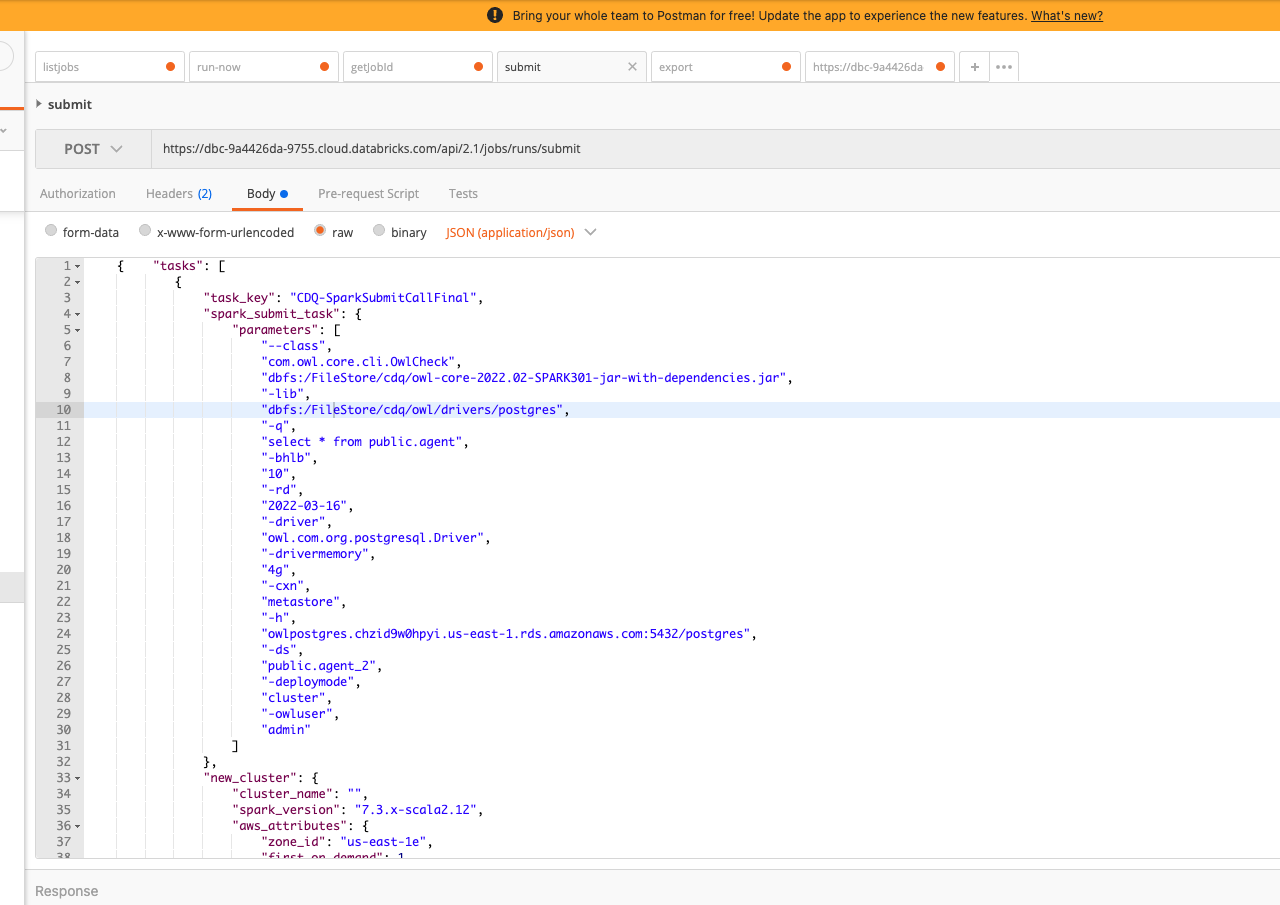 Bring your whole team to Postman for free! Update the app to experience the new features. What's new?
listjobs run-now getJobId submit export https://dbc-9a4426da
submit
POST https://dbc-9a4426da-9755.cloud.databricks.com/api/2.1/jobs/runs/submit
Authorization Headers (2) Body Pre-request Script Tests
form-data x-www-form-urlencoded raw binary JSON (application/json)
1 { "tasks": [
2 {
3 "task_key": "CDQ-SparkSubmitCallFinal",
4 "spark_submit_task": {
5 "parameters": [
6 "--class",
7 "com.owl.core.cli.OwlCheck",
8 "dbfs:/FileStore/cdq/owl-core-2022.02-SPARK301-jar-with-dependencies.jar",
9 "-lib",
10 "dbfs:/FileStore/cdq/owl/drivers/postgres",
11 "-q",
12 "select * from public.agent",
13 "-bhlb",
14 "10",
15 "-rd",
16 "2022-03-16",
17 "-driver",
18 "owl.com.org.postgresql.Driver",
19 "-drivermemory",
20 "4g",
21 "-cxn",
22 "metastore",
23 "-h",
24 "owlpostgres.chzid9w0hpyi.us-east-1.rds.amazonaws.com:5432/postgres",
25 "-ds",
26 "public.agent_2",
27 "-deploymode",
28 "cluster",
29 "-owluser",
30 "admin"
31 ]
32 },
33 "new_cluster": {
34 "cluster_name": "",
35 "spark_version": "7.3.x-scala2.12",
36 "aws_attributes": {
37 "zone_id": "us-east-1e",
38 "first_on_demand": 1
Response